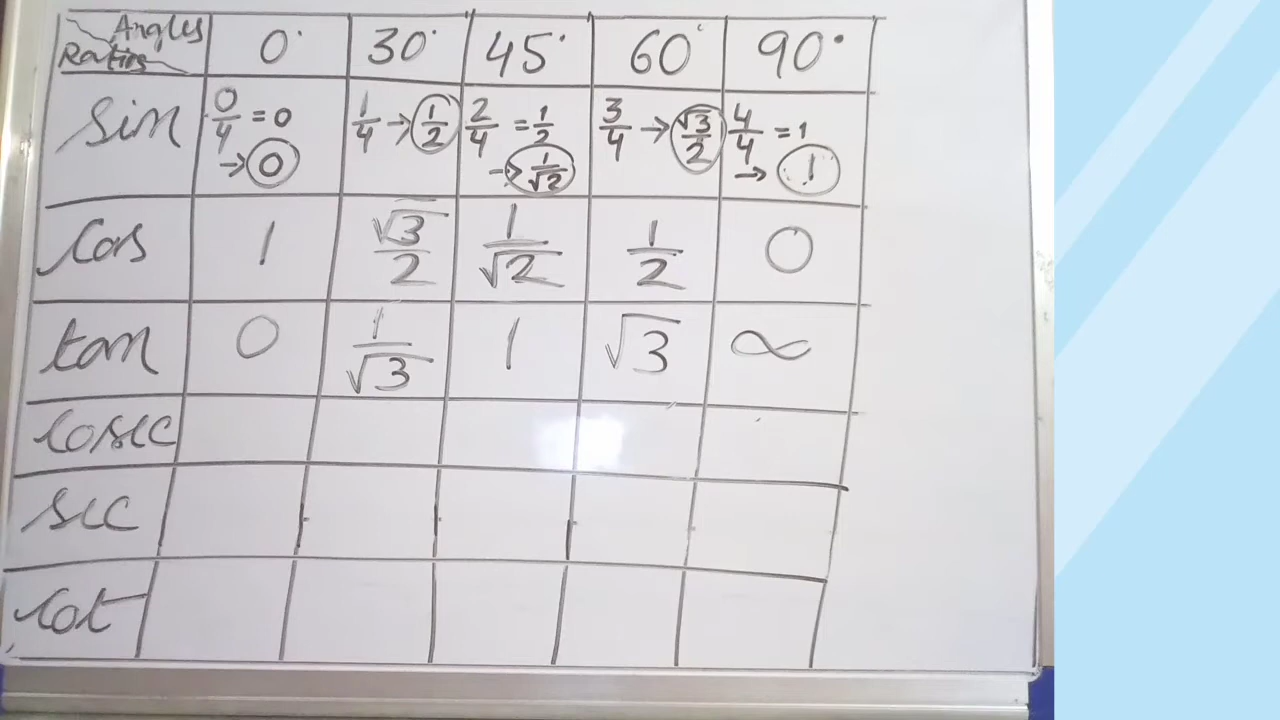 Angles
Ratios
0° 30° 45° 60° 90°
sin 0/4 = 0 → 0 1/4 → 1/2 2/4 = 1/2 → 1/√2 3/4 → √3/2 4/4 = 1 → 1
Cos 1 √3/2 1/√2 1/2 0
tan 0 1/√3 1 √3 ∞
Cosec
sec
Cot